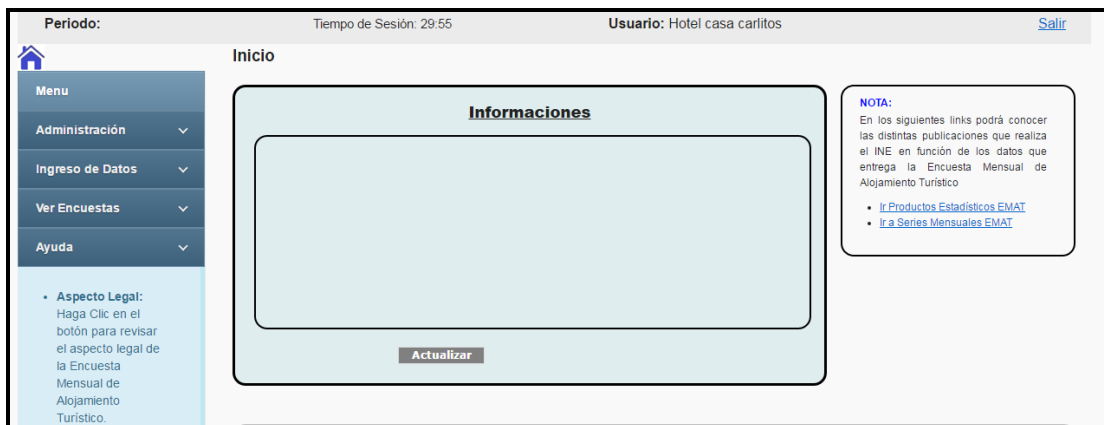 Periodo: Tiempo de Sesión: 29:55 Usuario: Hotel casa carlitos Salir
Inicio
Menu
Administración
Ingreso de Datos
Ver Encuestas
Ayuda
• Aspecto Legal:
Haga Clic en el
botón para revisar
el aspecto legal de
la Encuesta
Mensual de
Alojamiento
Turístico.
Informaciones
Actualizar
NOTA:
En los siguientes links podrá conocer
las distintas publicaciones que realiza
el INE en función de los datos que
entrega la Encuesta Mensual de
Alojamiento Turístico
• Ir Productos Estadísticos EMAT
• Ir a Series Mensuales EMAT